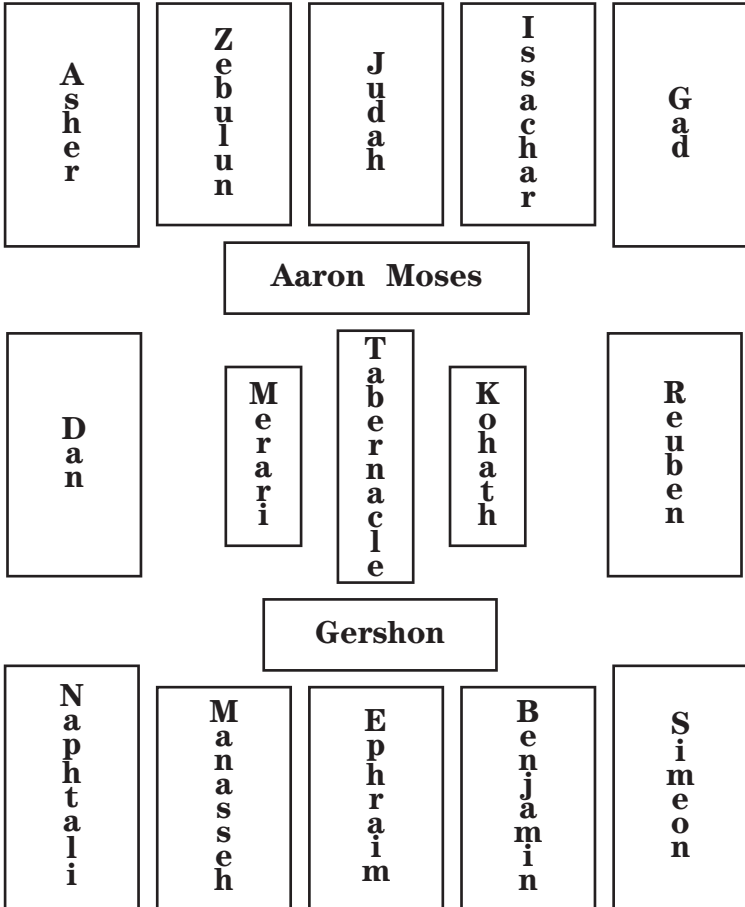 Asher
Zebulun
Judah
Issachar
Gad
Aaron Moses
Dan
Merari
Tabernacle
Kohath
Reuben
Gershon
Naphtali
Manasseh
Ephraim
Benjamin
Simeon